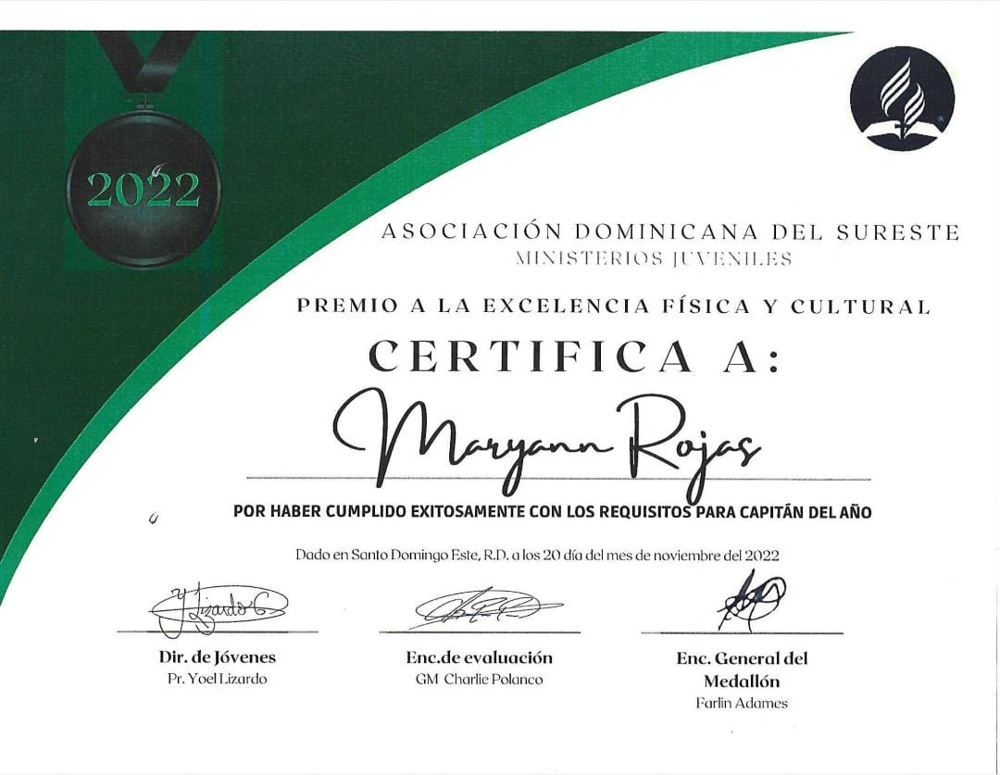 2022
ASOCIACIÓN DOMINICANA DEL SURESTE
MINISTERIOS JUVENILES
PREMIO A LA EXCELENCIA FÍSICA Y CULTURAL
CERTIFICA A:
Maryann Rojas
POR HABER CUMPLIDO EXITOSAMENTE CON LOS REQUISITOS PARA CAPITÁN DEL AÑO
Dado en Santo Domingo Este, R.D. a los 20 día del mes de noviembre del 2022
Y Lizardo G
Dir. de Jóvenes
Pr. Yoel Lizardo
Enc.de evaluación
GM Charlie Polanco
Enc. General del
Medallón
Farlin Adames